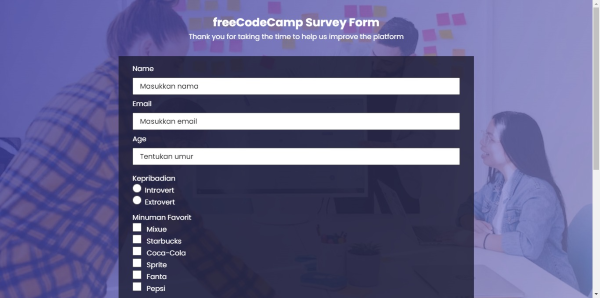 freeCodeCamp Survey Form
Thank you for taking the time to help us improve the platform
Name
Masukkan nama
Email
Masukkan email
Age
Tentukan umur
Kepribadian
Introvert
Extrovert
Minuman Favorit
Mixue
Starbucks
Coca-Cola
Sprite
Fanta
Pepsi